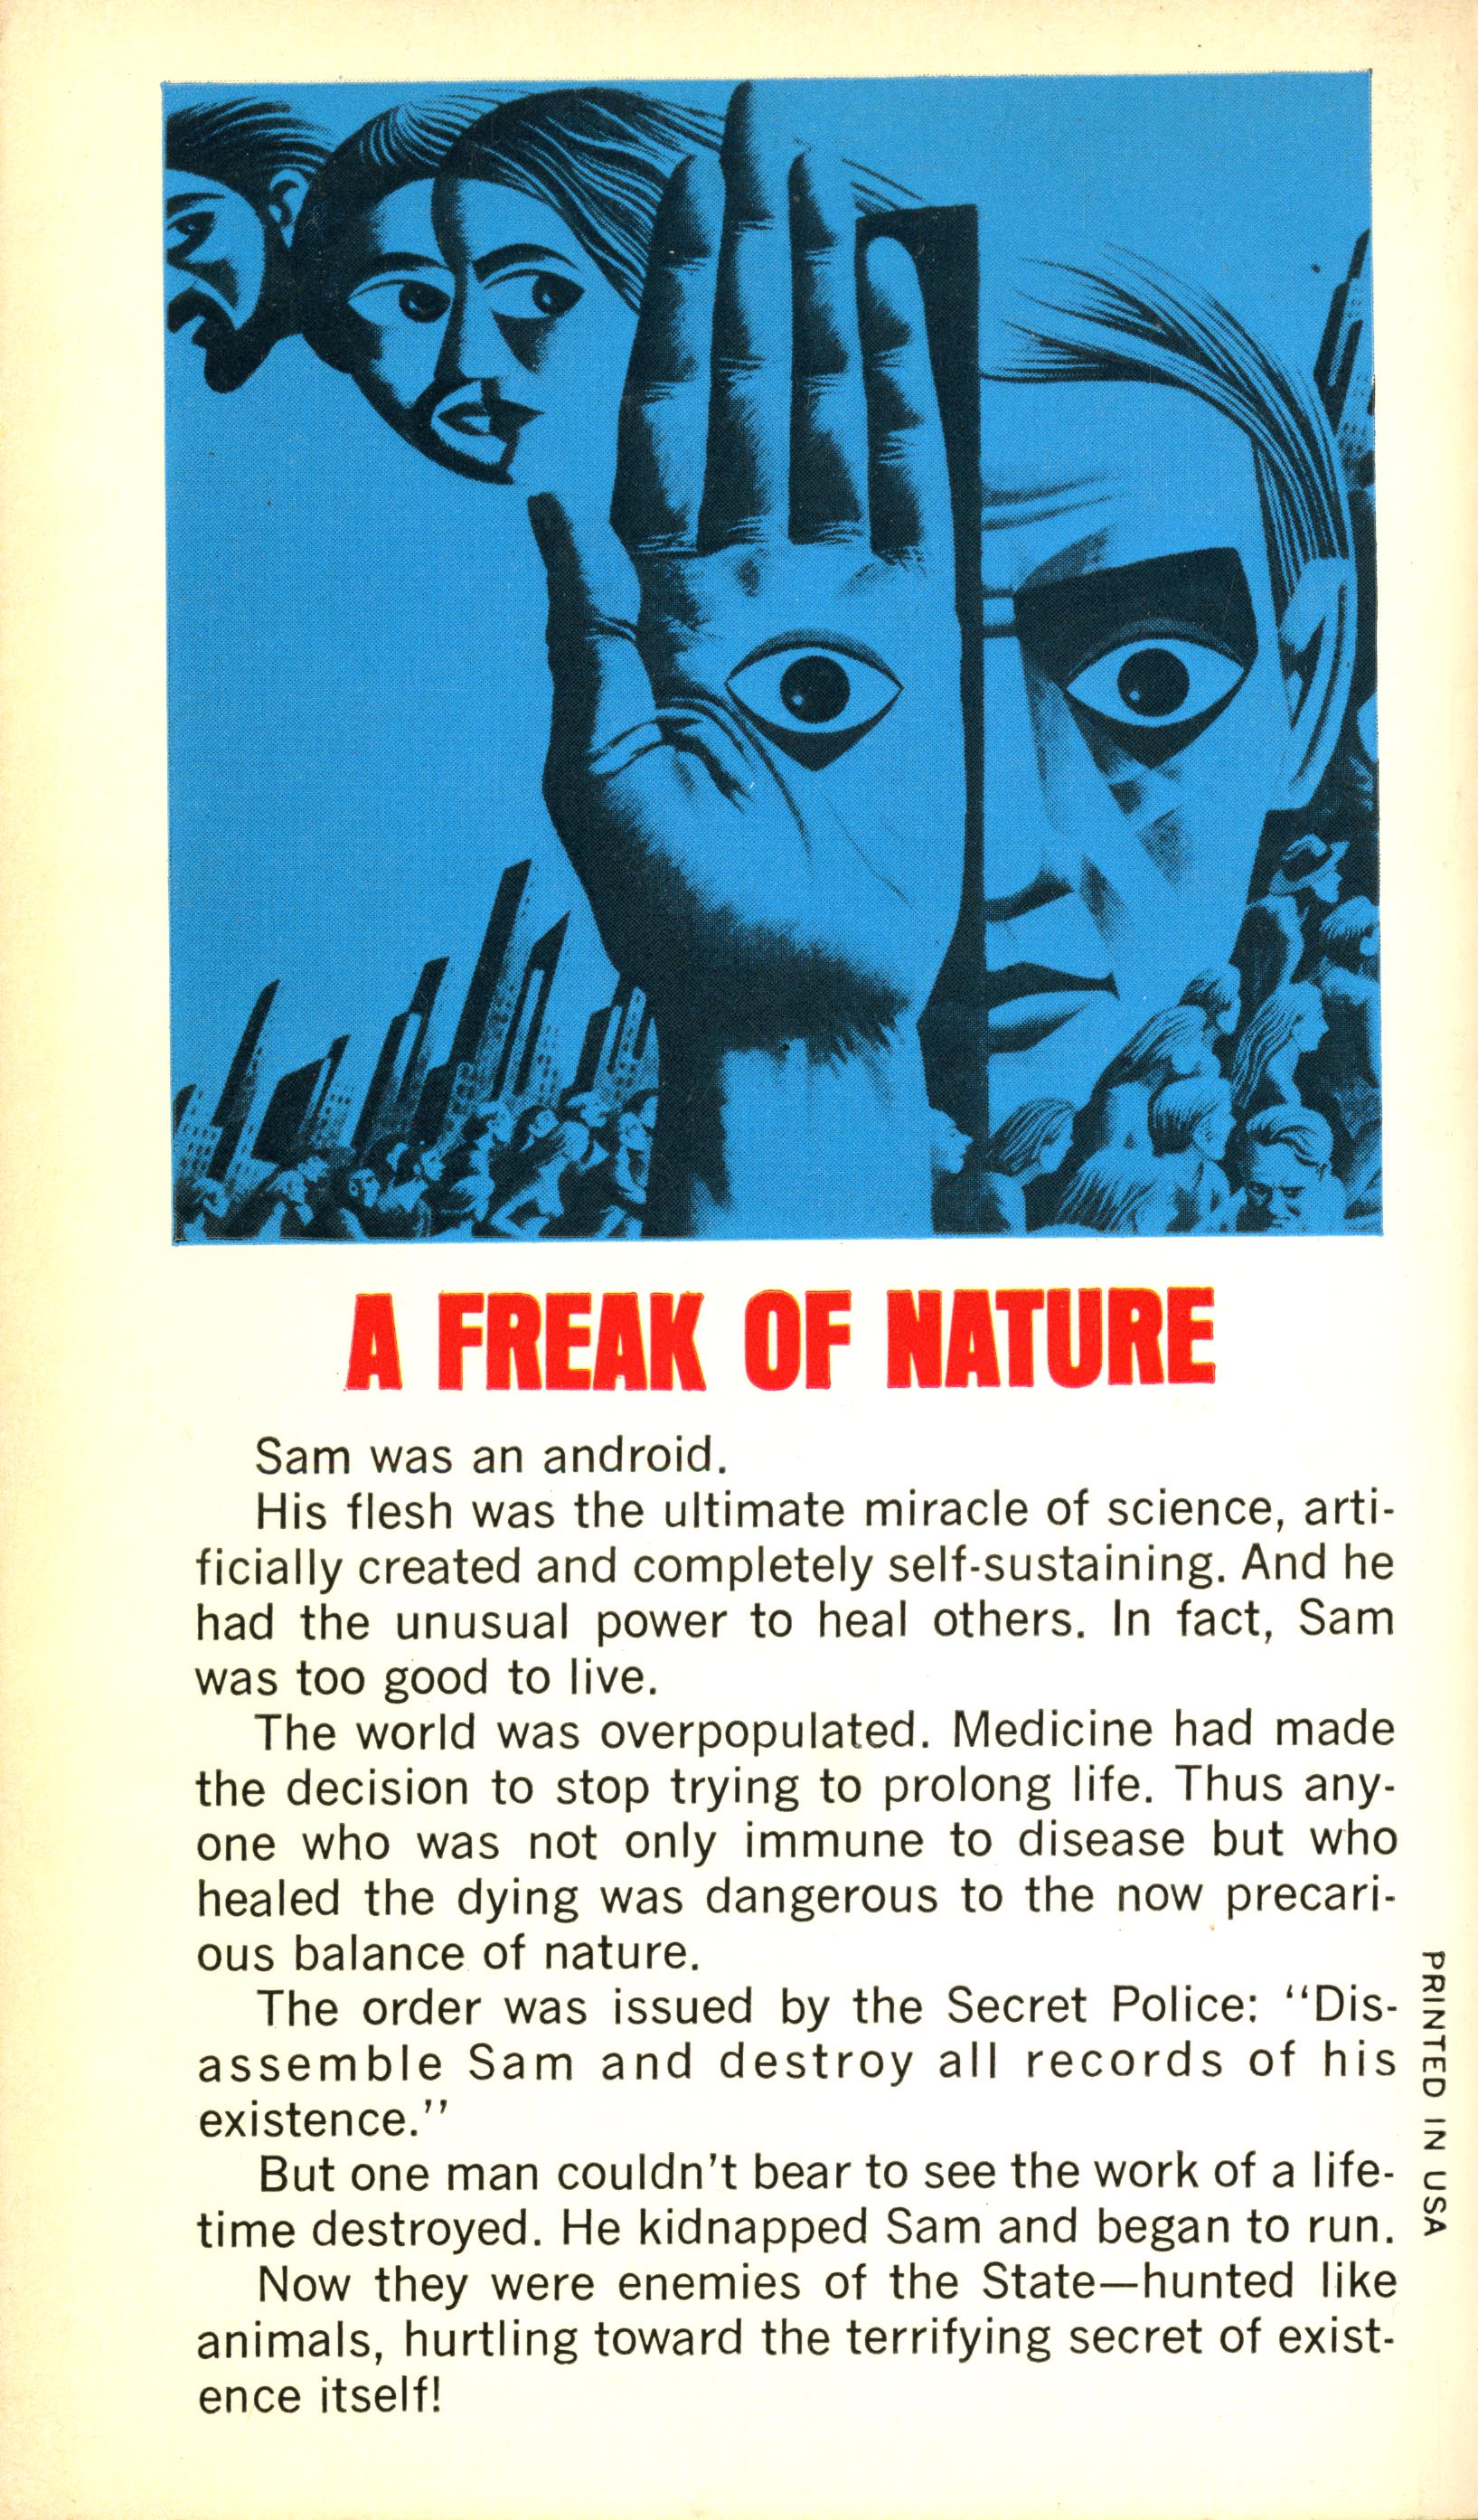 A FREAK OF NATURE
Sam was an android.
His flesh was the ultimate miracle of science, arti-
ficially created and completely self-sustaining. And he
had the unusual power to heal others. In fact, Sam
was too good to live.
The world was overpopulated. Medicine had made
the decision to stop trying to prolong life. Thus any-
one who was not only immune to disease but who
healed the dying was dangerous to the now precari-
ous balance of nature.
The order was issued by the Secret Police: “Dis-
assemble Sam and destroy all records of his
existence.”
But one man couldn't bear to see the work of a life-
time destroyed. He kidnapped Sam and began to run.
Now they were enemies of the State—hunted like
animals, hurtling toward the terrifying secret of exist-
ence itself!
PRINTED IN USA